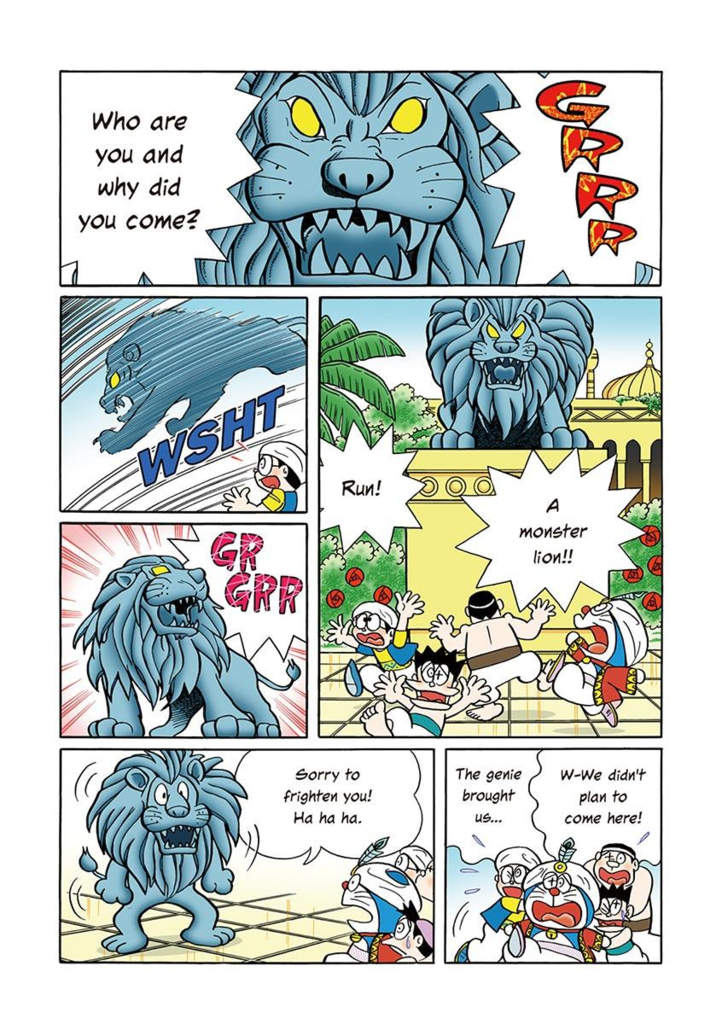 Who are
you and
why did
you come?
GRRR
WSHT
GR
GRR
Run!
A
monster
lion!!
Sorry to
frighten you!
Ha ha ha.
The genie
brought
us...
W-We didn't
plan to
come here!